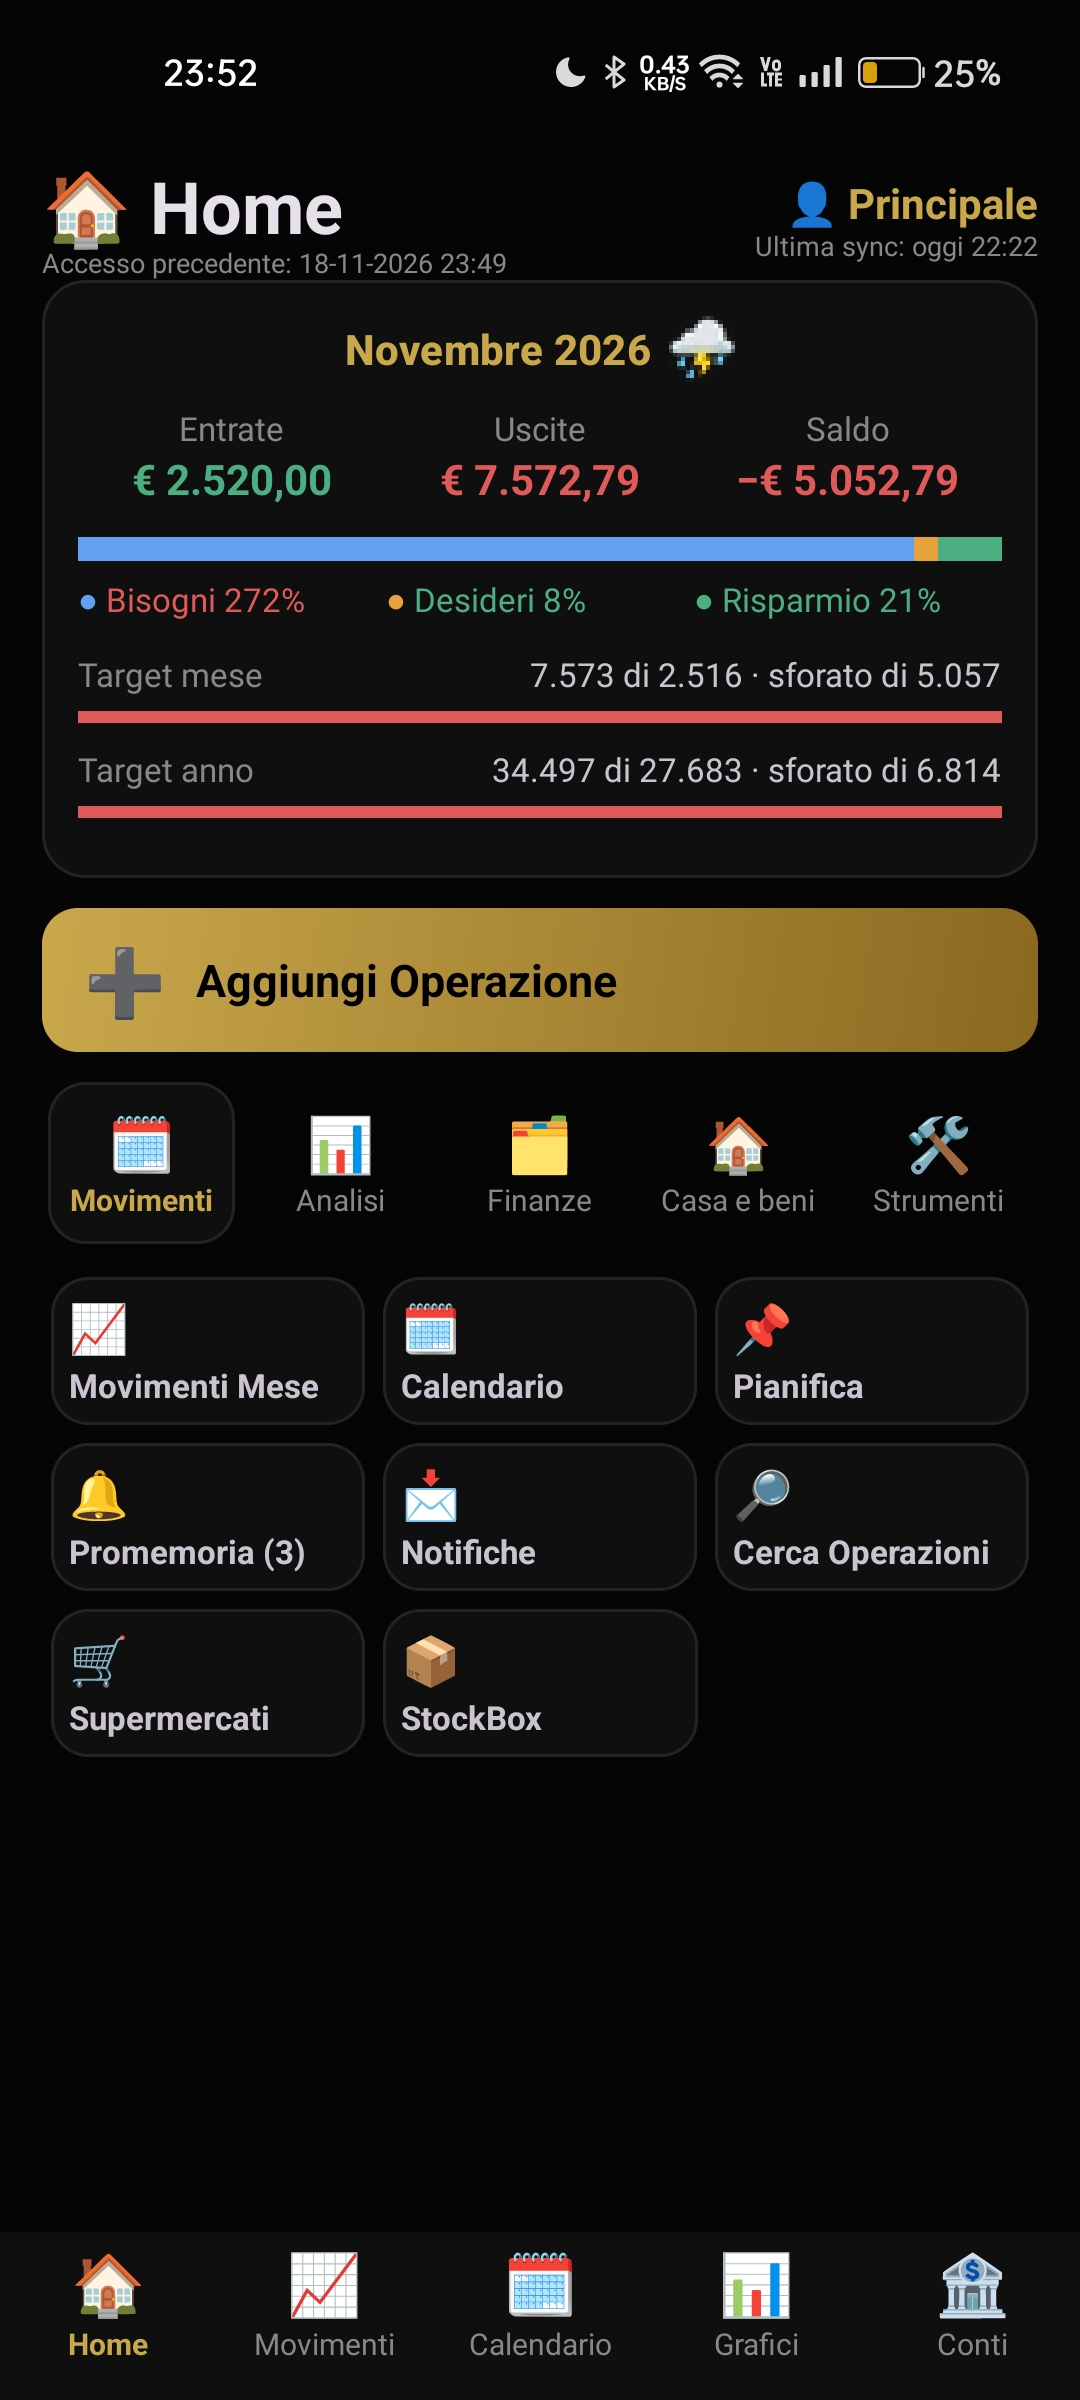 23:52
0.43 KB/S
Vo LTE
25%
Home
Principale
Accesso precedente: 18-11-2026 23:49
Ultima sync: oggi 22:22
Novembre 2026
Entrate Uscite Saldo
€ 2.520,00 € 7.572,79 −€ 5.052,79
Bisogni 272% Desideri 8% Risparmio 21%
Target mese 7.573 di 2.516 · sforato di 5.057
Target anno 34.497 di 27.683 · sforato di 6.814
Aggiungi Operazione
Movimenti Analisi Finanze Casa e beni Strumenti
Movimenti Mese Calendario Pianifica
Promemoria (3) Notifiche Cerca Operazioni
Supermercati StockBox
Home Movimenti Calendario Grafici Conti